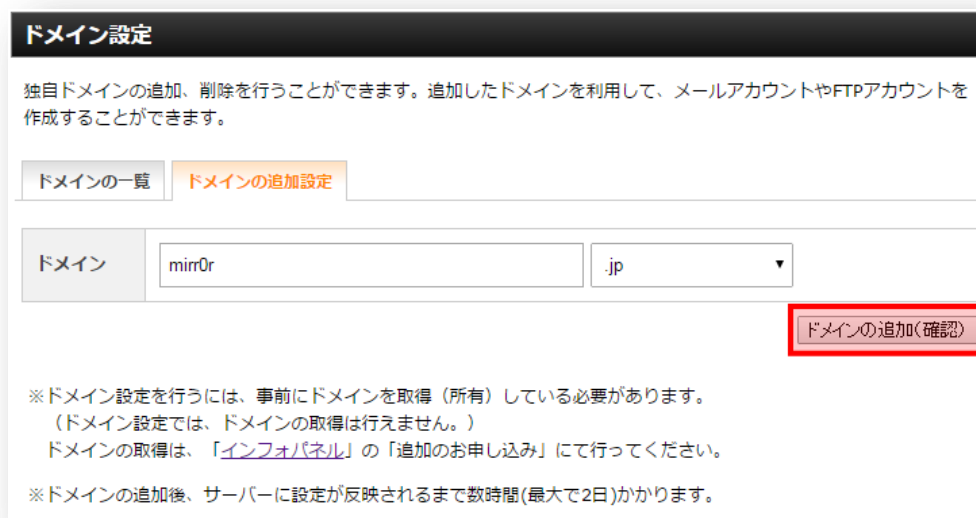 ドメイン設定
独自ドメインの追加、削除を行うことができます。追加したドメインを利用して、メールアカウントやFTPアカウントを
作成することができます。
ドメインの一覧 ドメインの追加設定
ドメイン mirr0r .jp
ドメインの追加(確認)
※ドメイン設定を行うには、事前にドメインを取得（所有）している必要があります。
（ドメイン設定では、ドメインの取得は行えません。）
ドメインの取得は、「インフォパネル」の「追加のお申し込み」にて行ってください。
※ドメインの追加後、サーバーに設定が反映されるまで数時間(最大で2日)かかります。